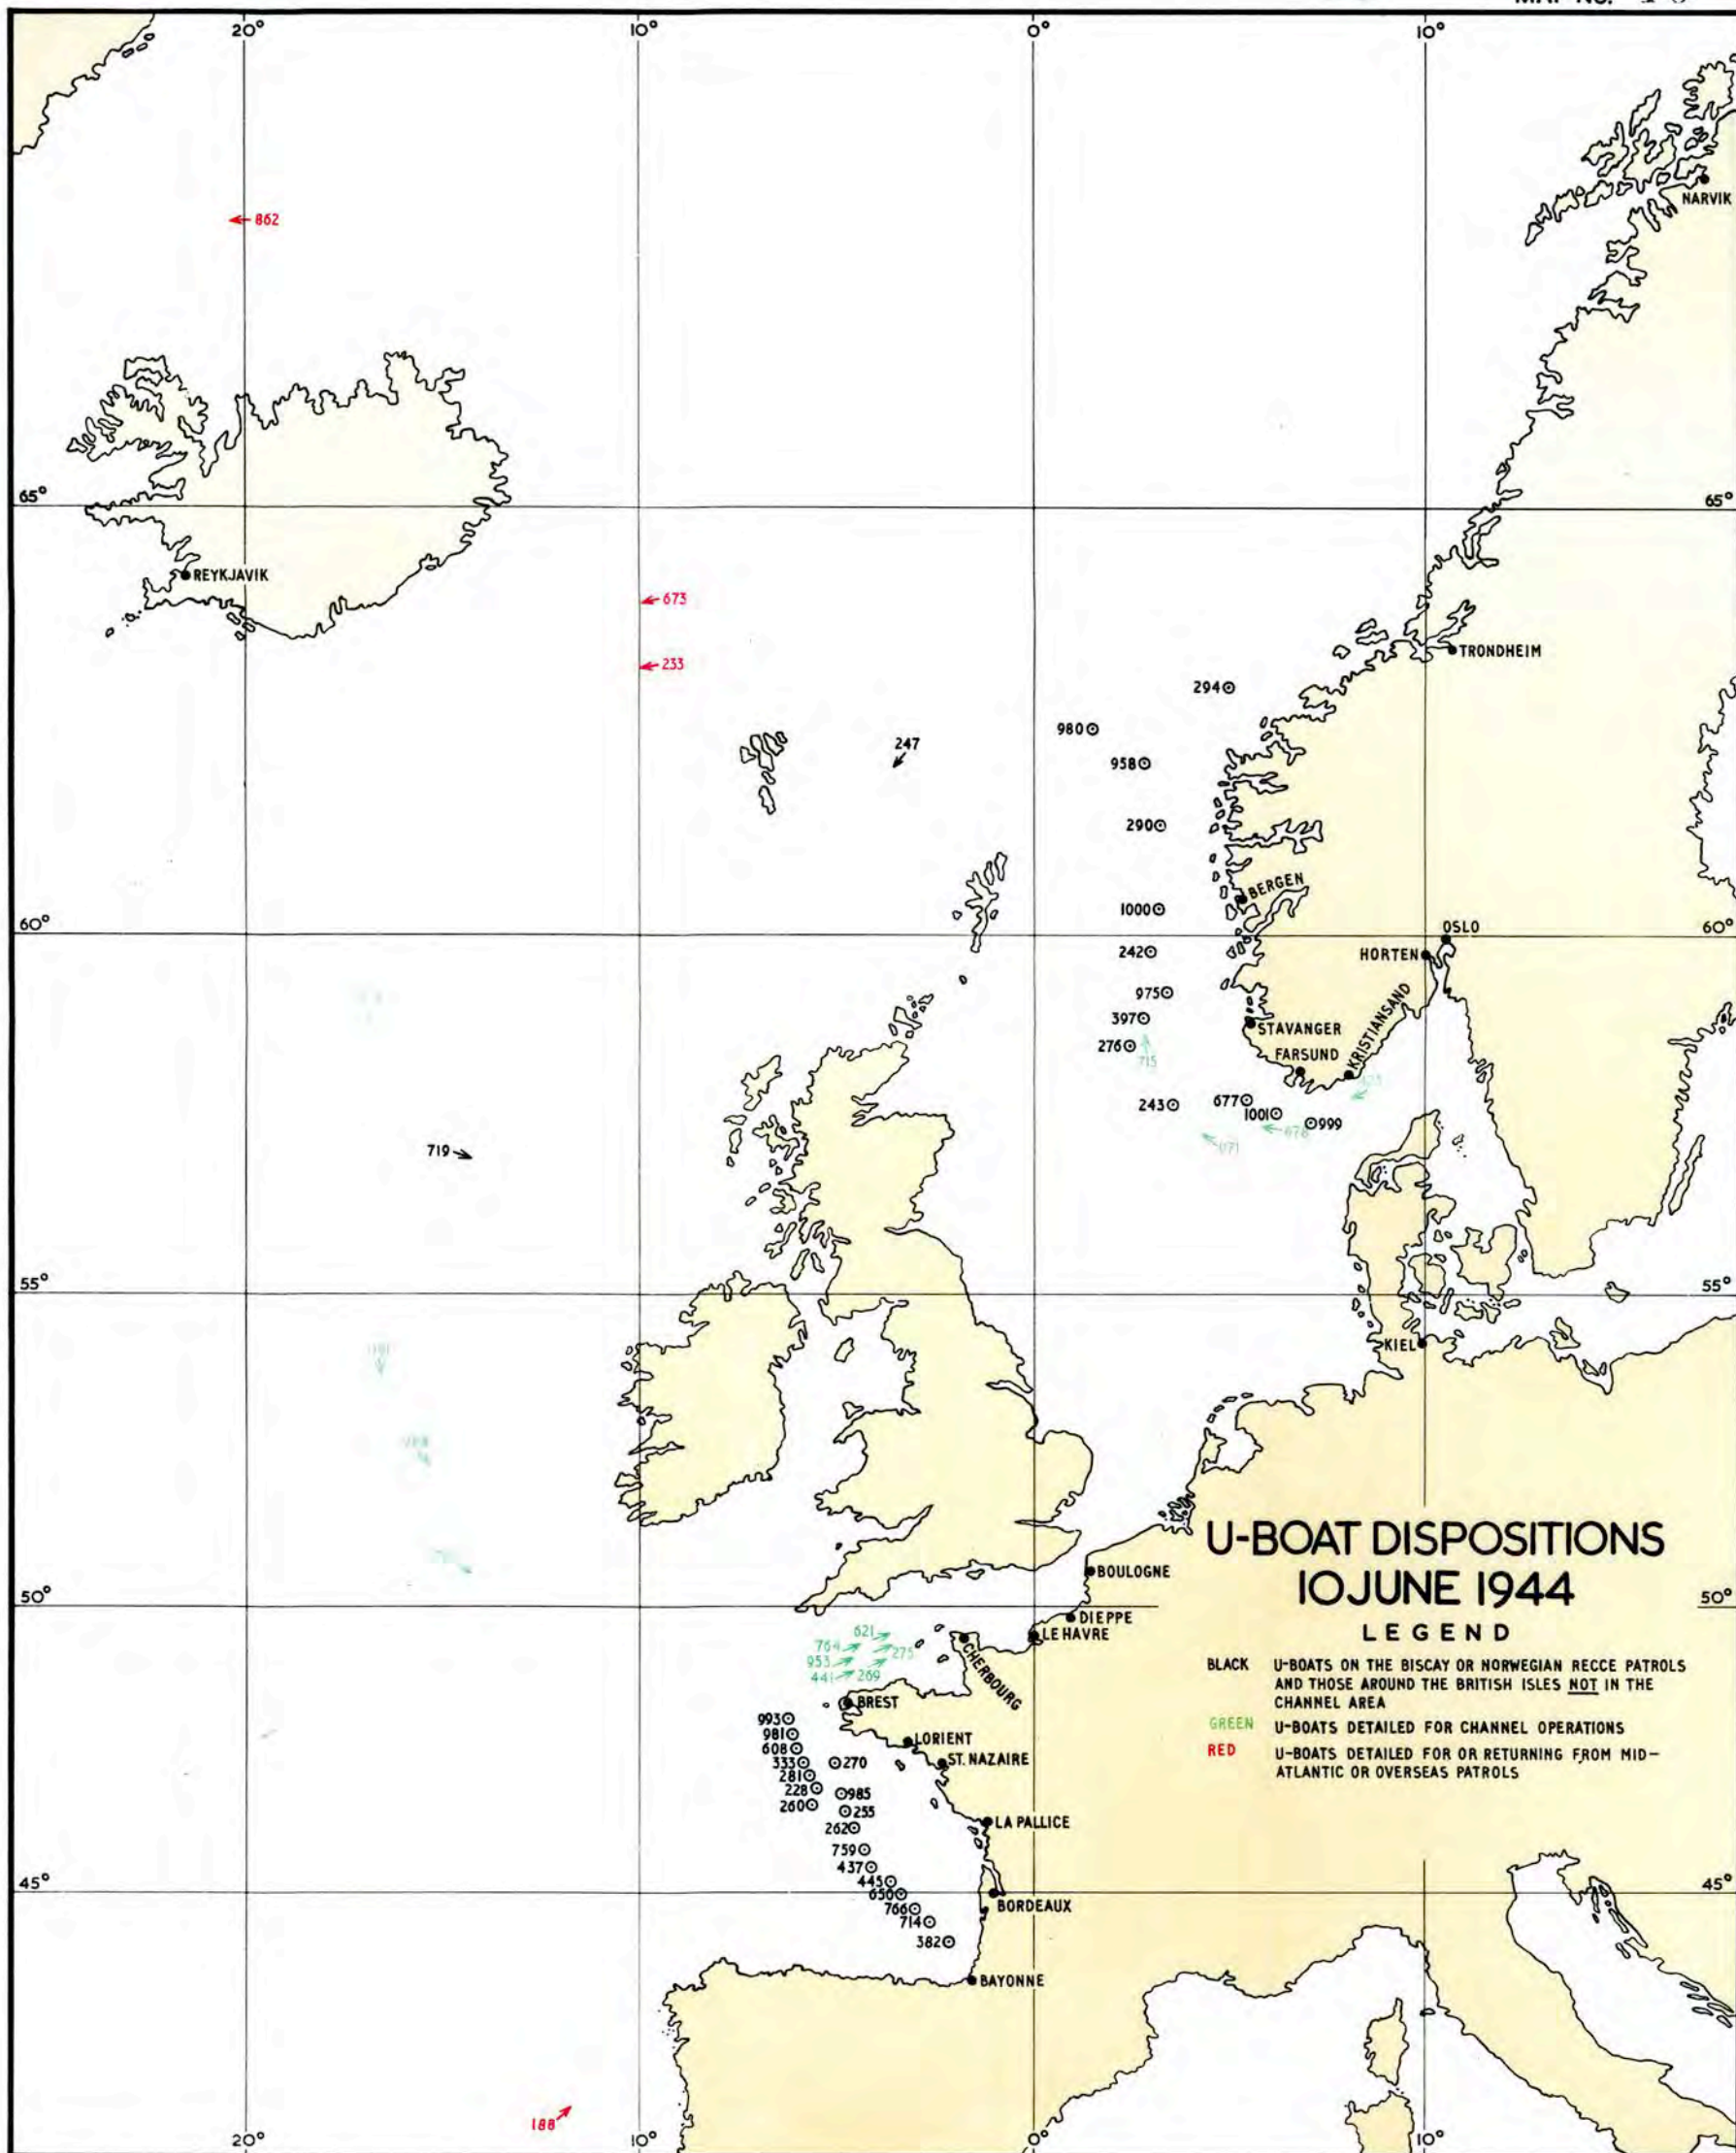 MAP NO.
20°
10°
0°
10°
NARVIK
862
65°
65°
REYKJAVIK
673
233
TRONDHEIM
294
980
247
958
290
BERGEN
1000
60°
60°
OSLO
242
HORTEN
975
KRISTIANSAND
397
STAVANGER
276
715
FARSUND
243
677
1001
999
678
671
719
55°
55°
KIEL
U-BOAT DISPOSITIONS
10 JUNE 1944
LEGEND
BLACK U-BOATS ON THE BISCAY OR NORWEGIAN RECCE PATROLS
AND THOSE AROUND THE BRITISH ISLES NOT IN THE
CHANNEL AREA
GREEN U-BOATS DETAILED FOR CHANNEL OPERATIONS
RED U-BOATS DETAILED FOR OR RETURNING FROM MID-
ATLANTIC OR OVERSEAS PATROLS
BOULOGNE
50°
50°
DIEPPE
LE HAVRE
CHERBOURG
621
764
275
953
441
269
BREST
993
981
LORIENT
608
333
270
ST. NAZAIRE
281
228
985
260
255
262
LA PALLICE
759
437
445
45°
45°
650
BORDEAUX
766
714
382
BAYONNE
188
20°
10°
0°
10°